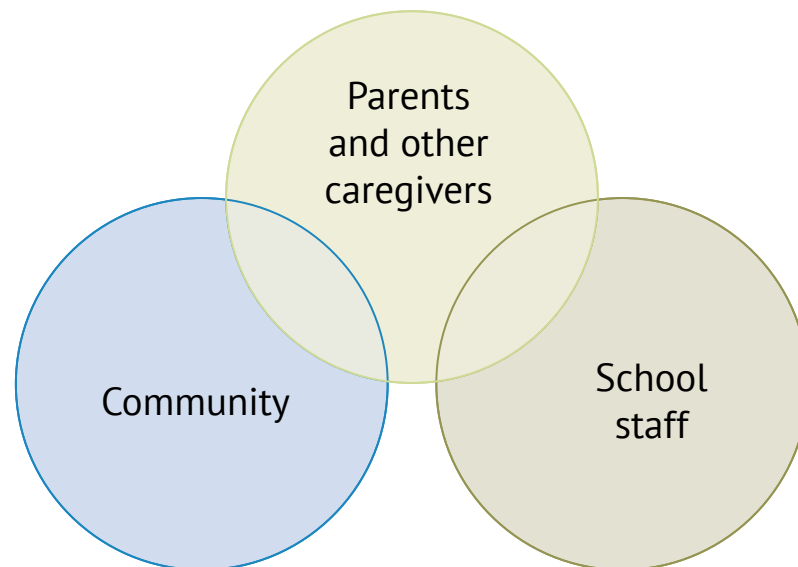 Parents
and other
caregivers
Community
School
staff